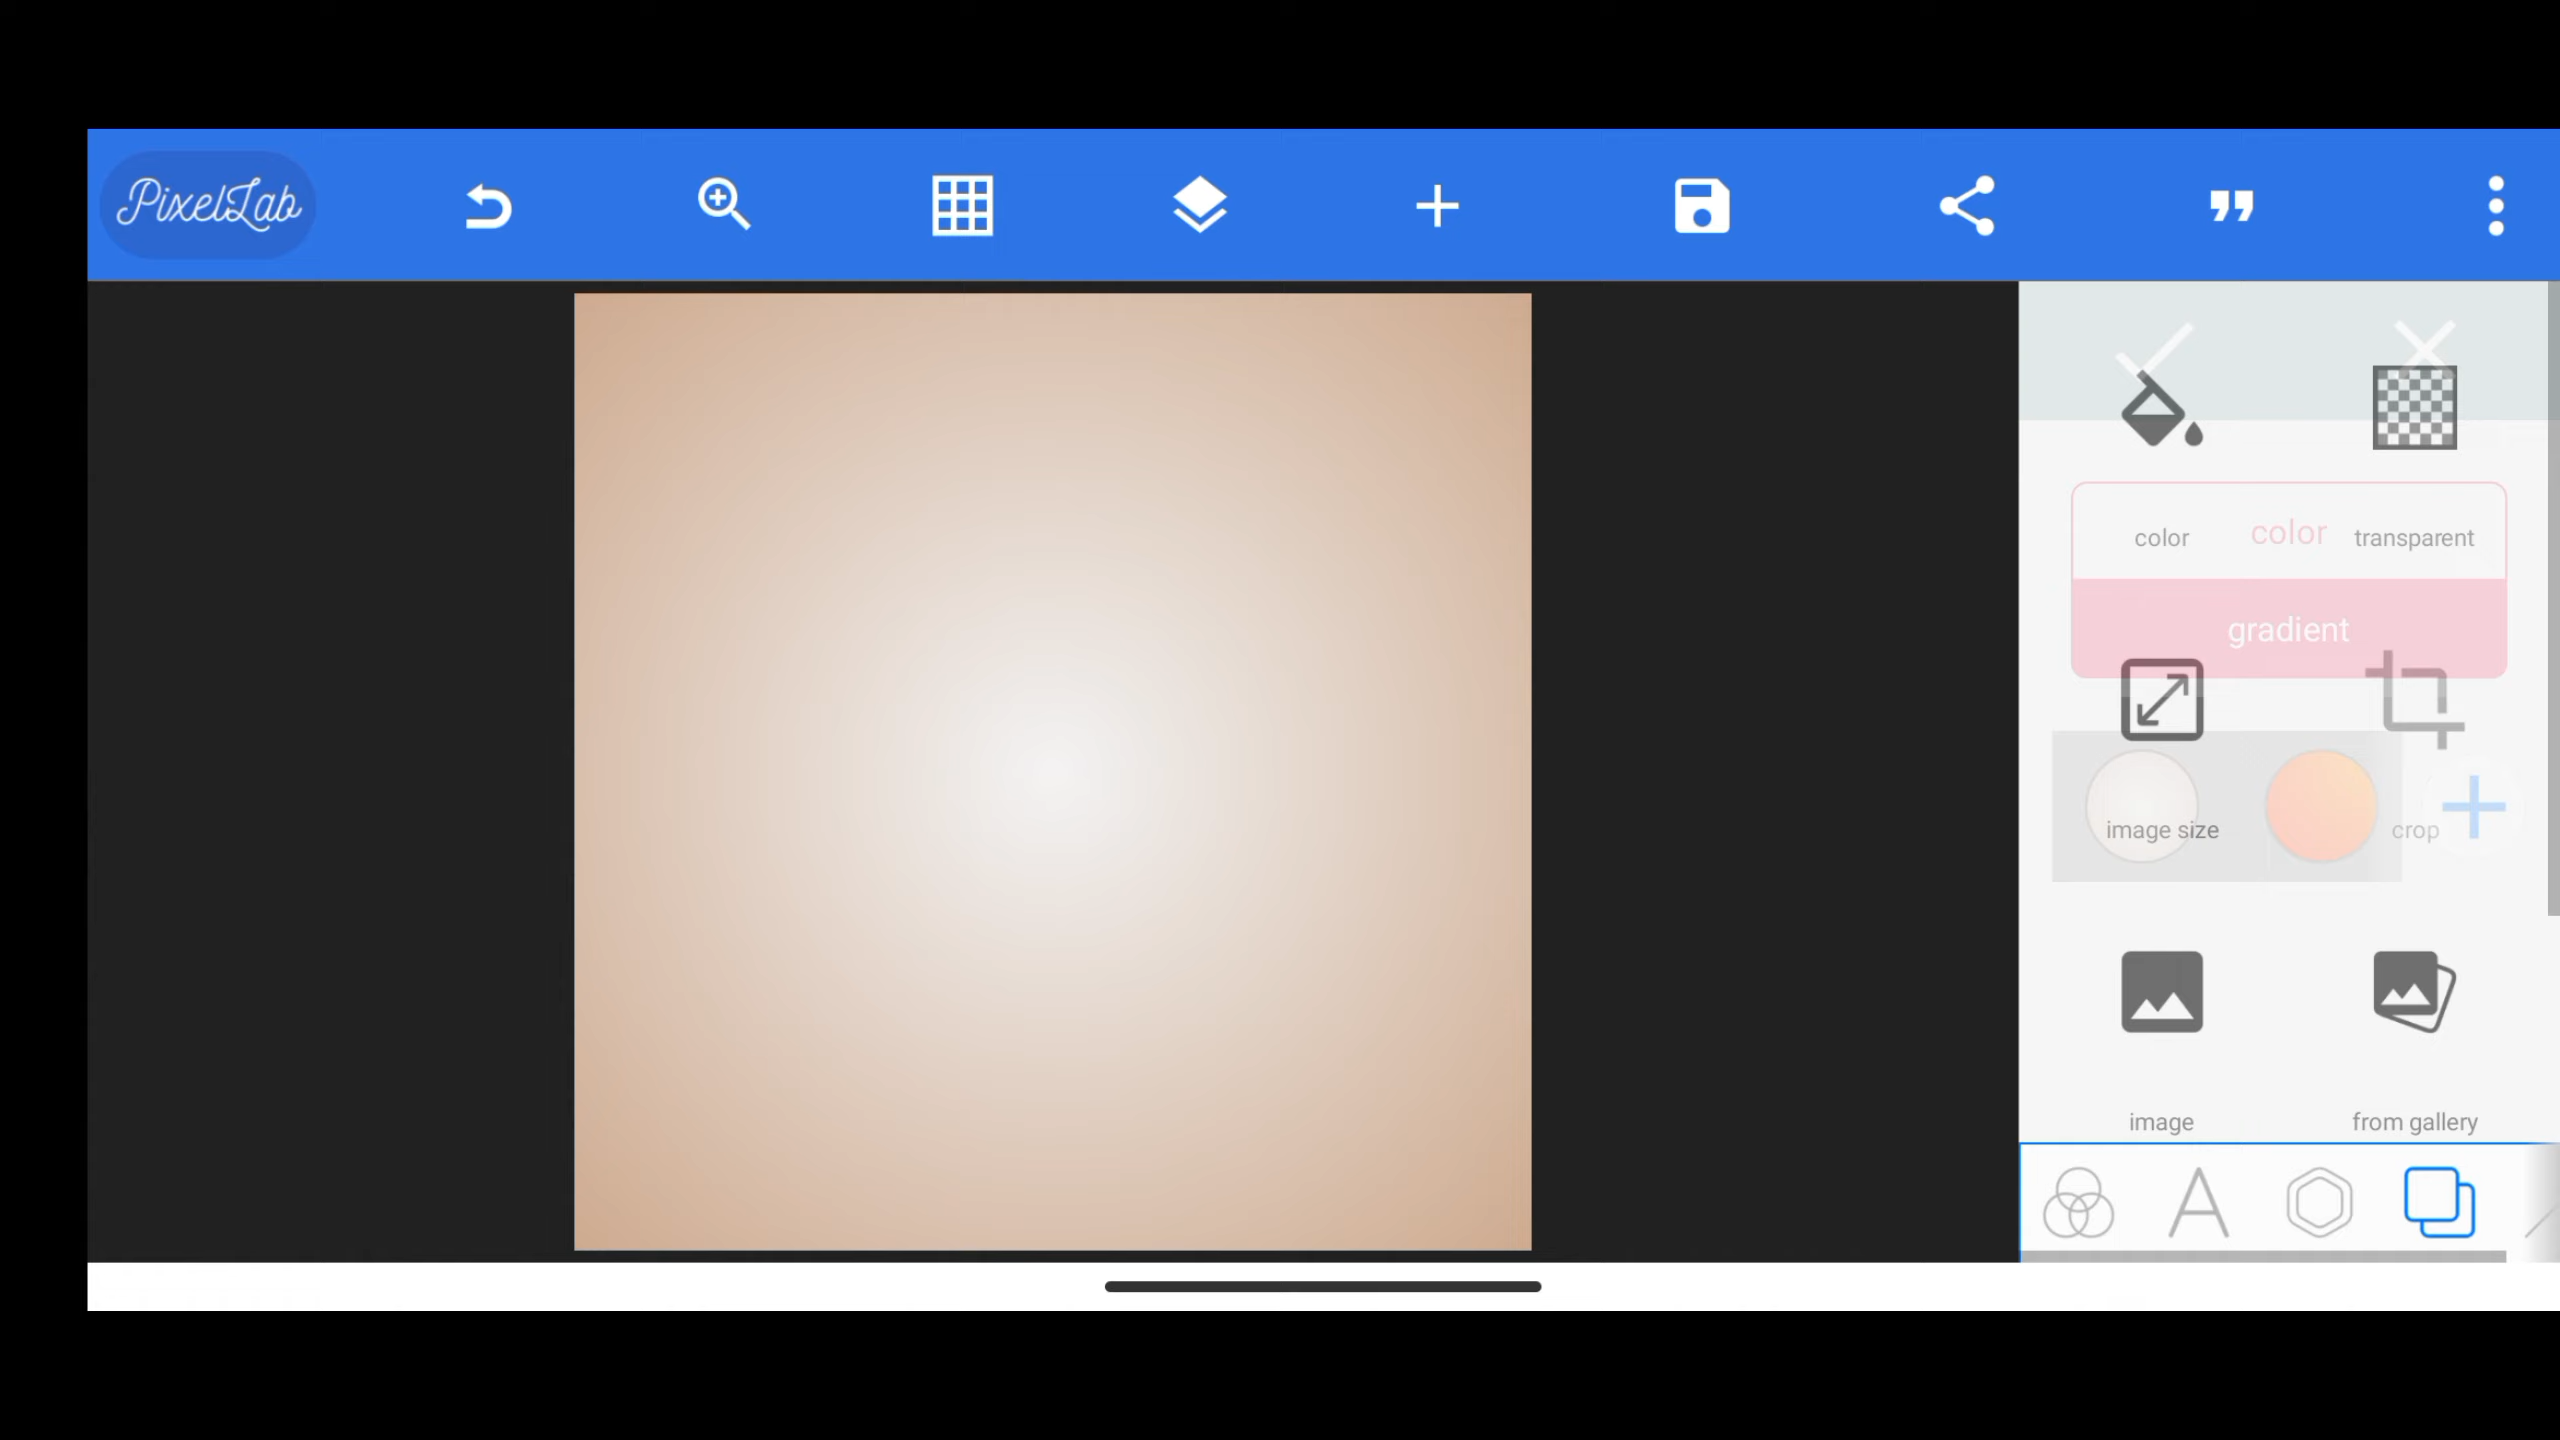 PixelLab
color
color
transparent
gradient
image size
crop
image
from gallery